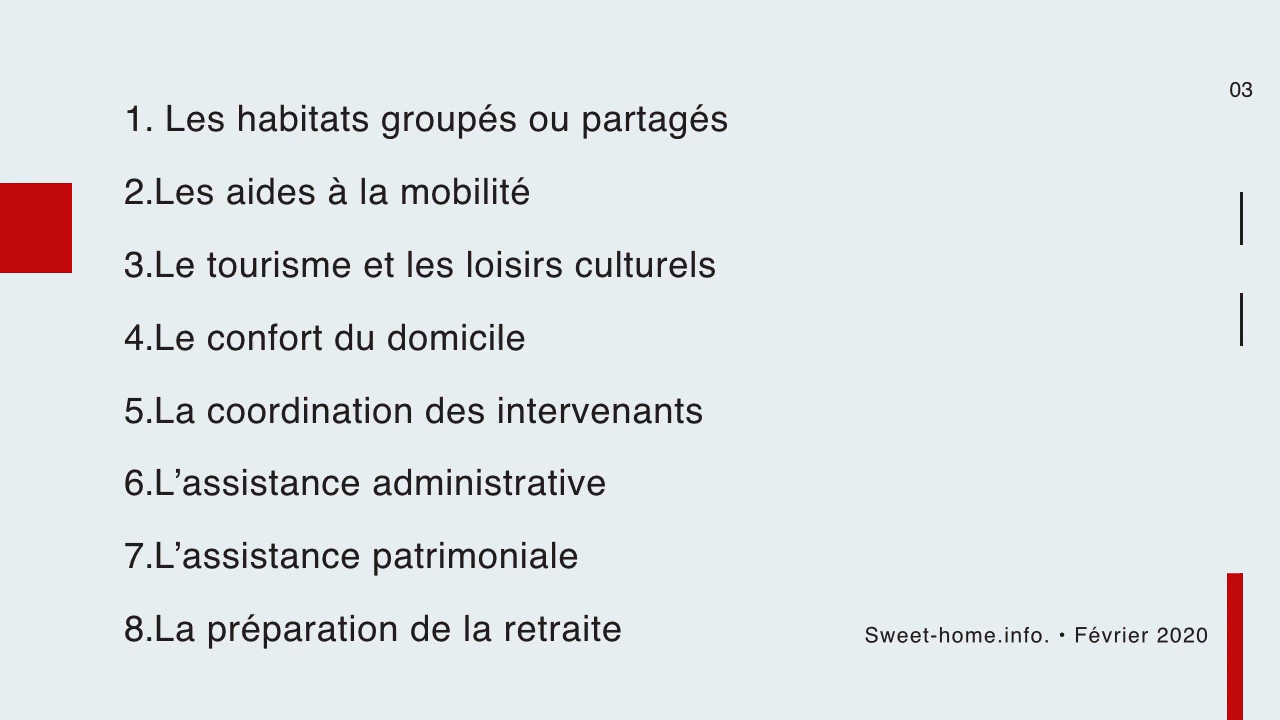 03
1. Les habitats groupés ou partagés
2.Les aides à la mobilité
3.Le tourisme et les loisirs culturels
4.Le confort du domicile
5.La coordination des intervenants
6.L’assistance administrative
7.L’assistance patrimoniale
8.La préparation de la retraite
Sweet-home.info. • Février 2020